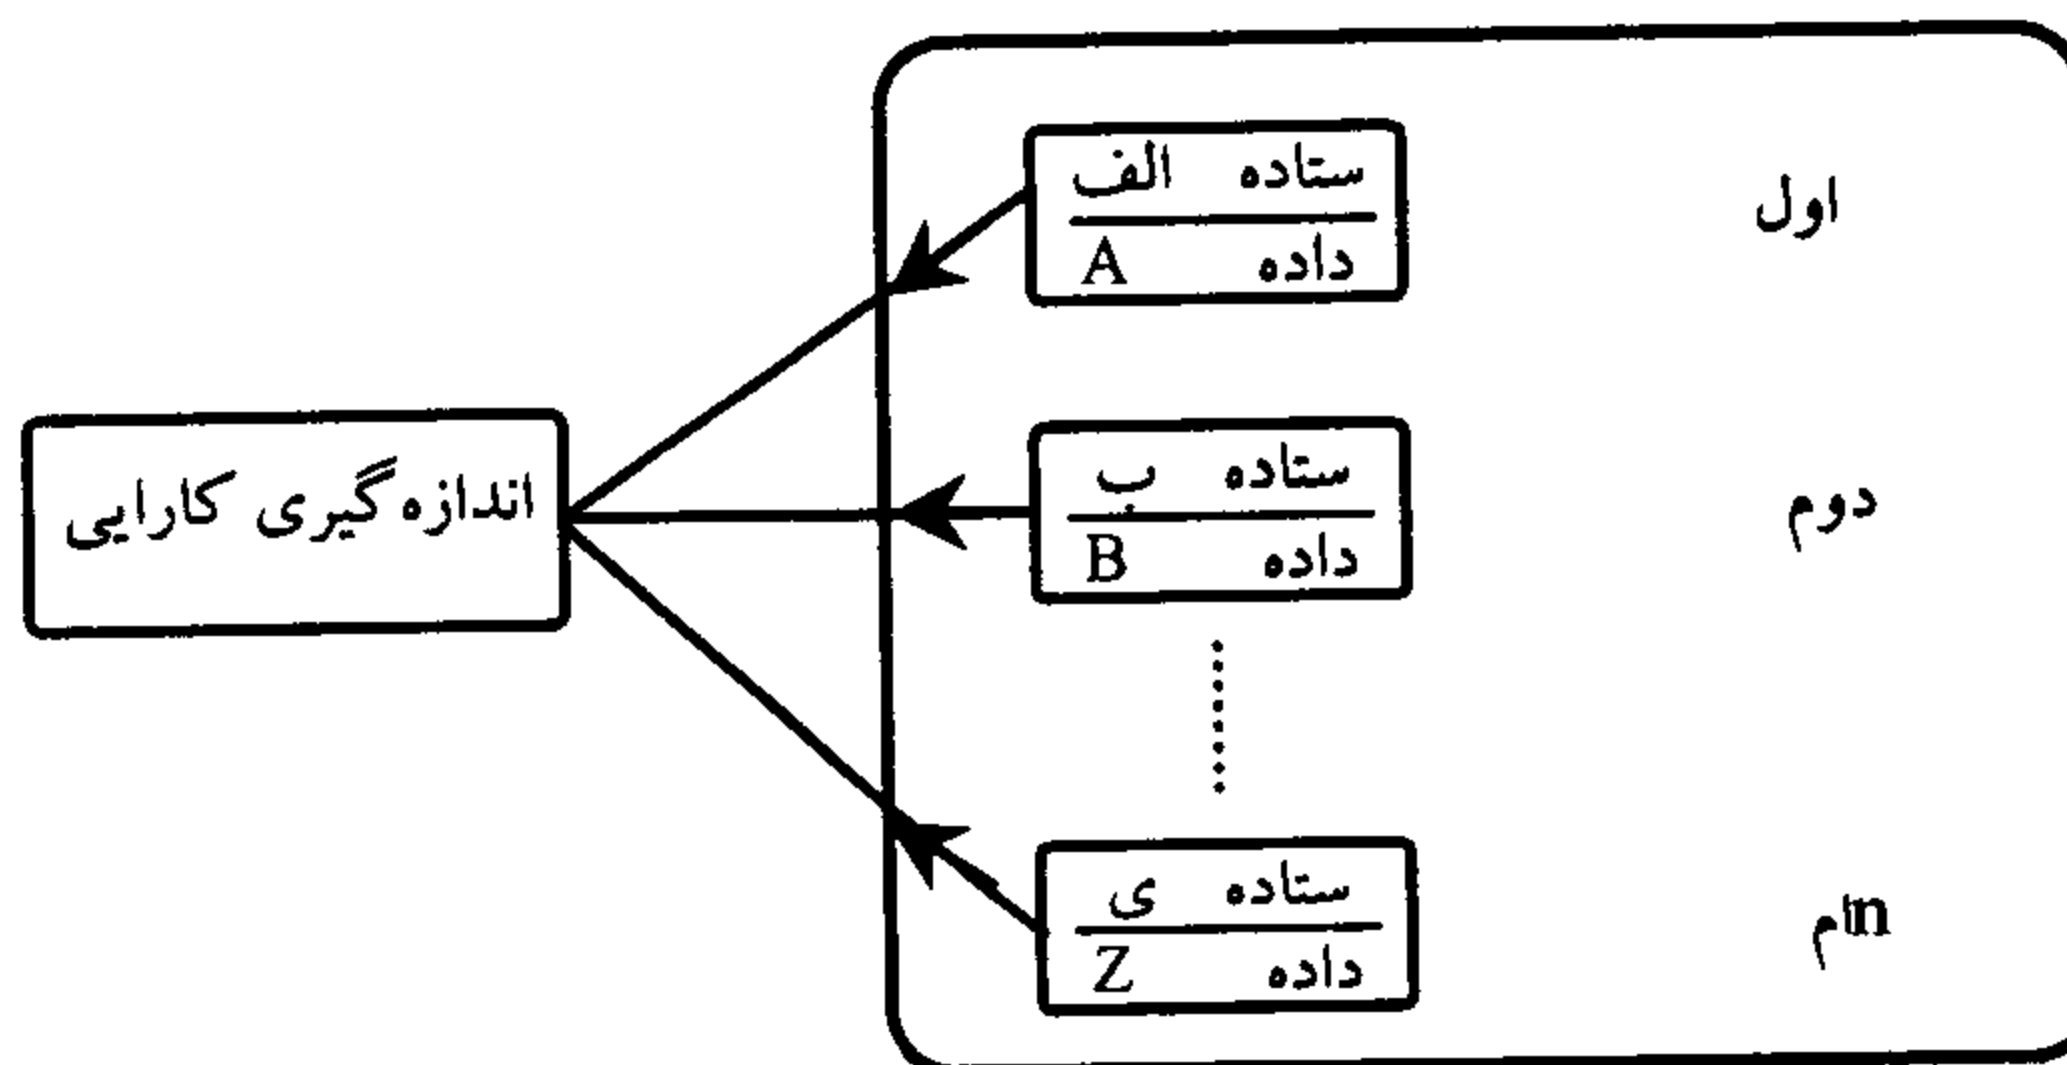 اول
ستاده الف
داده A
دوم
ستاده ب
داده B
اندازه گیری کارایی
nام
ستاده ی
داده Z